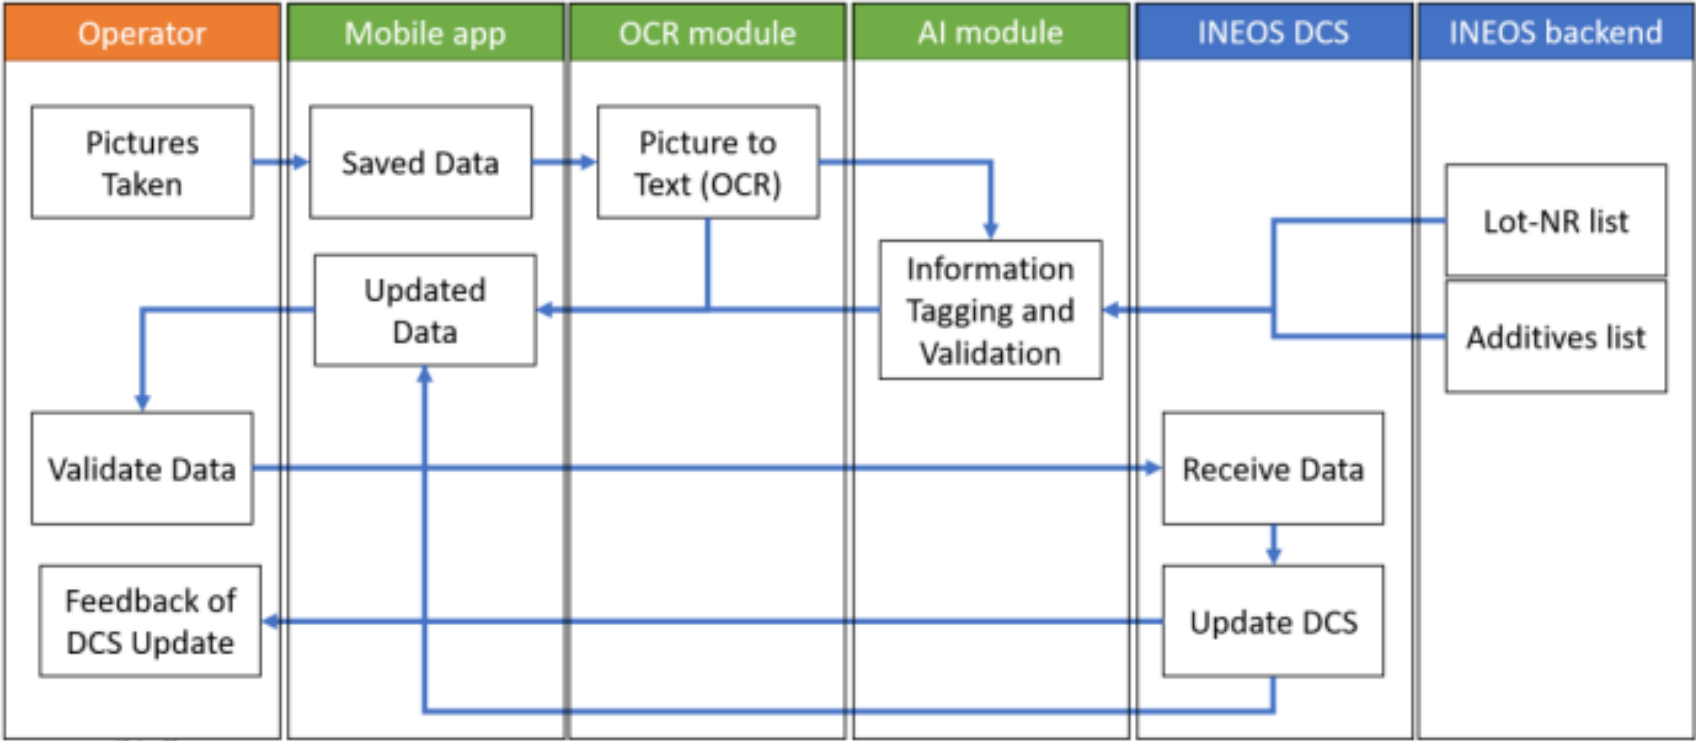 Operator
Mobile app
OCR module
AI module
INEOS DCS
INEOS backend
Pictures
Taken
Saved Data
Picture to
Text (OCR)
Lot-NR list
Information
Tagging and
Validation
Updated
Data
Additives list
Validate Data
Receive Data
Feedback of
DCS Update
Update DCS